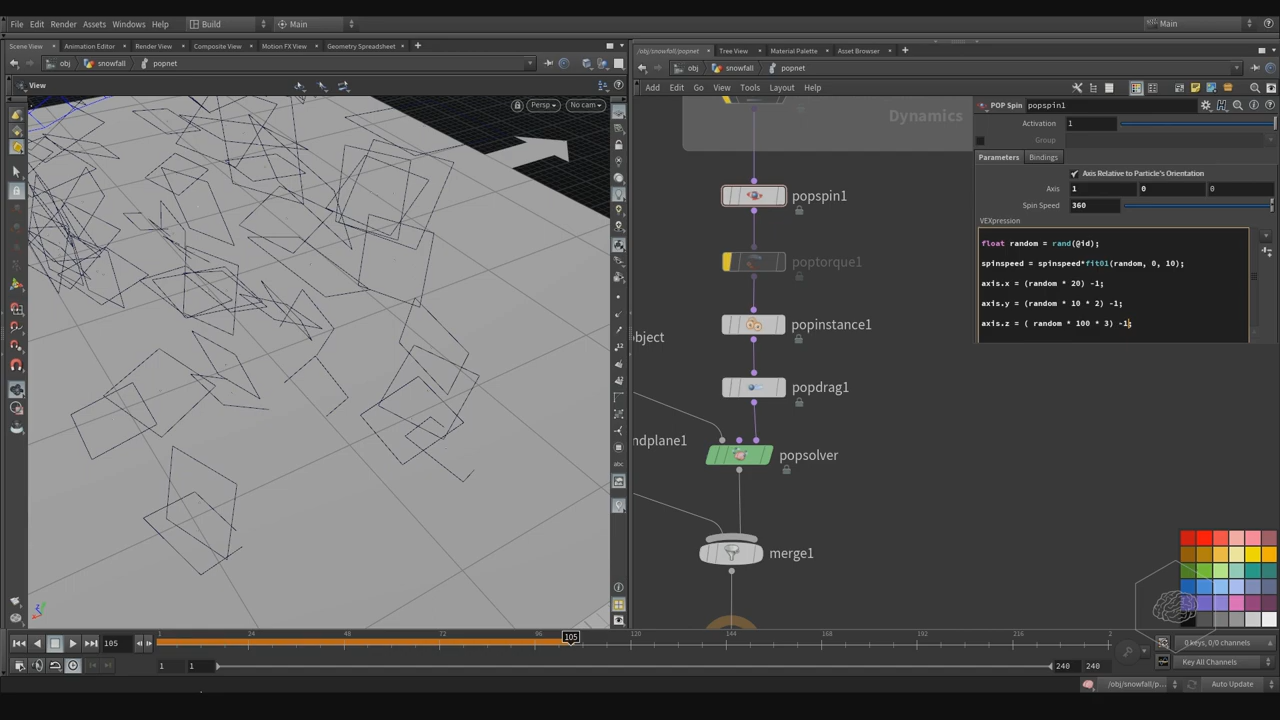 File Edit Render Assets Windows Help Build Main Main
Scene View Animation Editor Render View Composite View Motion FX View Geometry Spreadsheet
/obj/snowfall/popnet Tree View Material Palette Asset Browser
obj snowfall popnet
obj snowfall popnet
View
Persp No cam
Add Edit Go View Tools Layout Help
Dynamics
popspin1
poptorque1
popinstance1
popdrag1
popsolver
merge1
bject
ndplane1
POP Spin popspin1
Activation 1
Group
Parameters Bindings
Axis Relative to Particle's Orientation
Axis 1 0 0
Spin Speed 360
VEXpression
float random = rand(@id);
spinspeed = spinspeed*fit01(random, 0, 10);
axis.x = (random * 20) -1;
axis.y = (random * 10 * 2) -1;
axis.z = ( random * 100 * 3) -1;
105
1 24 48 72 96 105 120 144 168 192 216 2
1 1 240 240
0 keys, 0/0 channels
Key All Channels
/obj/snowfall/p... Auto Update